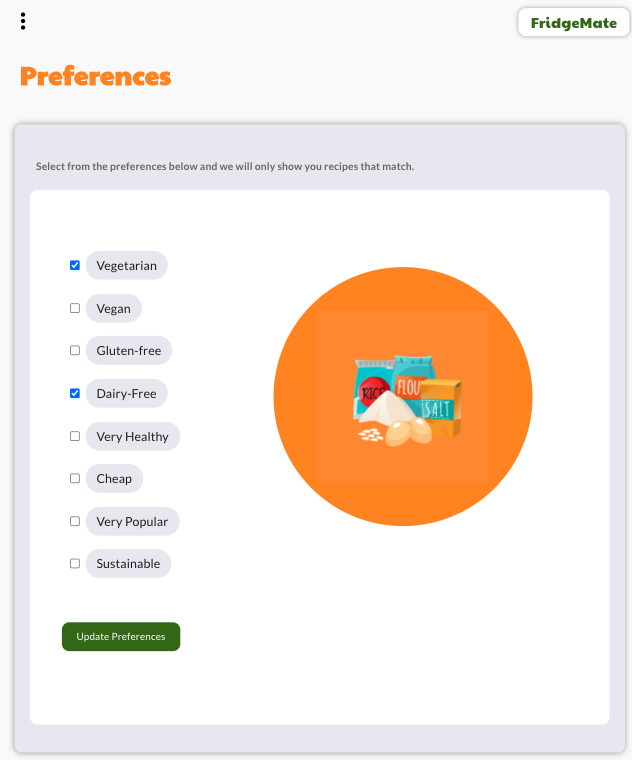 FridgeMate
Preferences
Select from the preferences below and we will only show you recipes that match.
Vegetarian
Vegan
Gluten-free
Dairy-Free
Very Healthy
Cheap
Very Popular
Sustainable
RICE
FLOU
SALT
Update Preferences